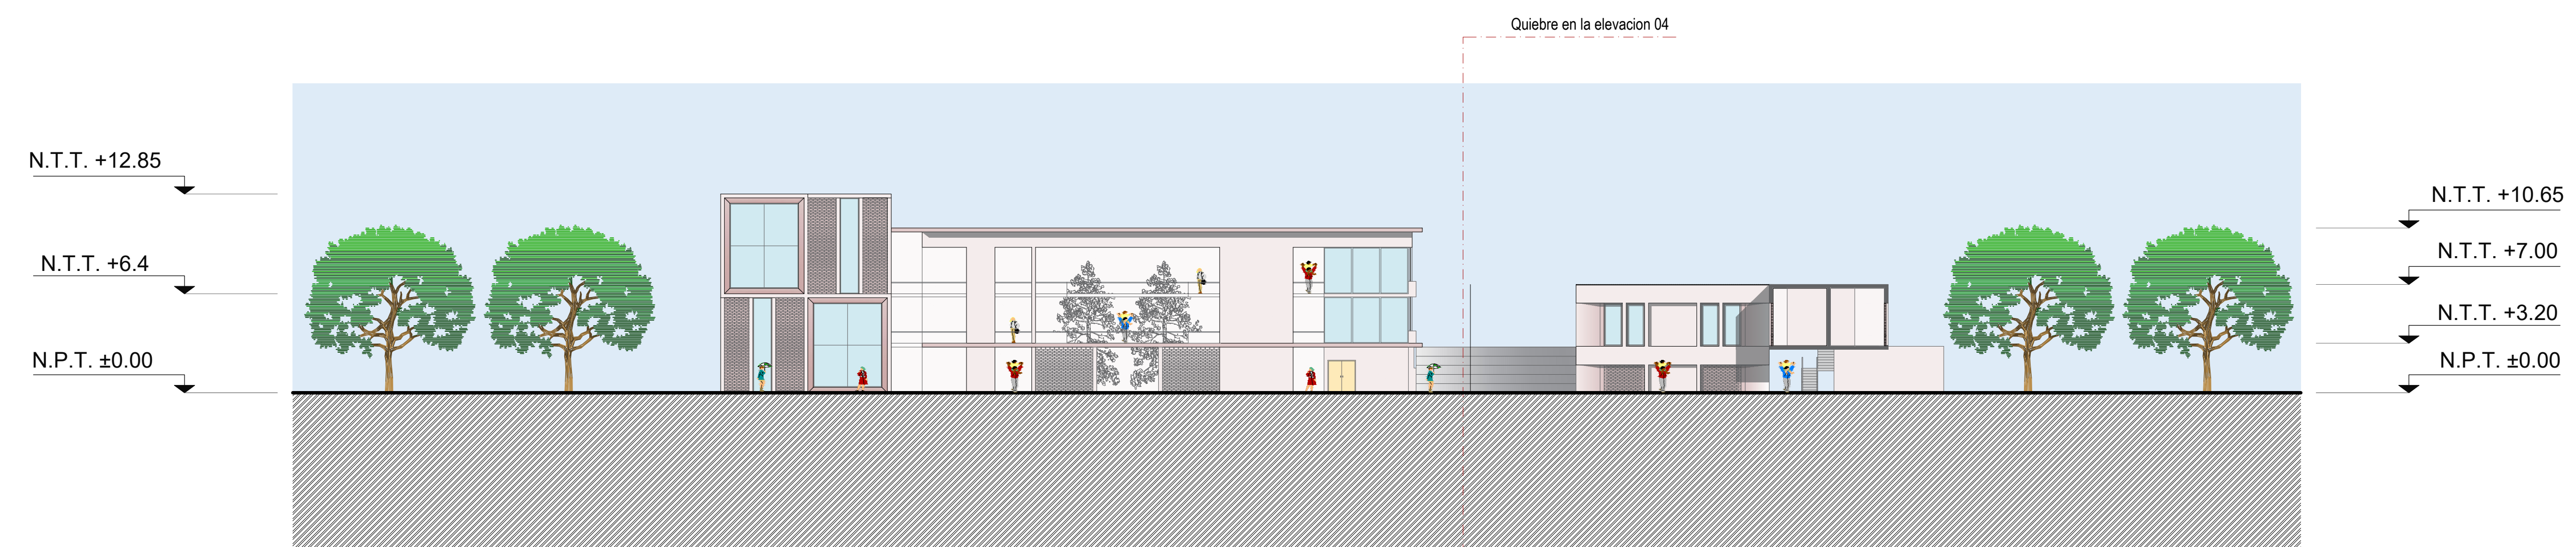 Quiebre en la elevacion 04
N.T.T. +12.85
N.T.T. +6.4
N.P.T. ±0.00
N.T.T. +10.65
N.T.T. +7.00
N.T.T. +3.20
N.P.T. ±0.00